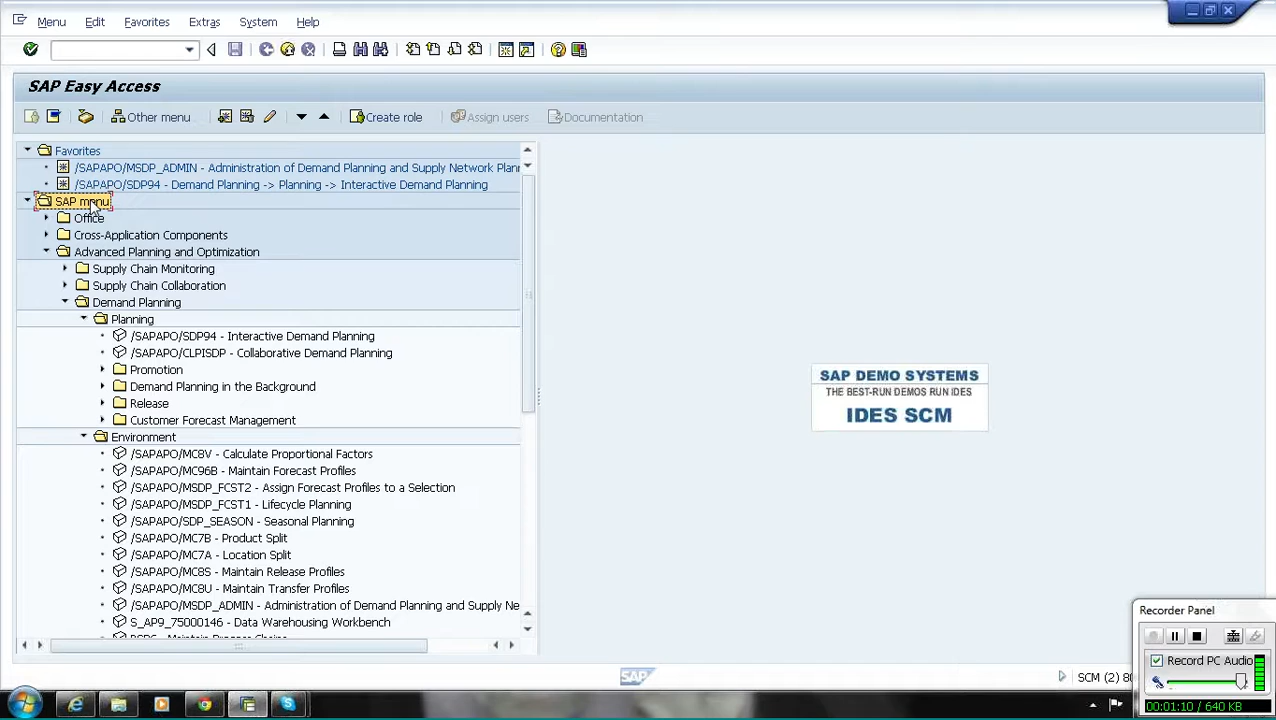 Menu Edit Favorites Extras System Help
SAP Easy Access
Other menu Create role Assign users Documentation
Favorites
/SAPAPO/MSDP_ADMIN - Administration of Demand Planning and Supply Network Plan
/SAPAPO/SDP94 - Demand Planning -> Planning -> Interactive Demand Planning
SAP menu
Office
Cross-Application Components
Advanced Planning and Optimization
Supply Chain Monitoring
Supply Chain Collaboration
Demand Planning
Planning
/SAPAPO/SDP94 - Interactive Demand Planning
/SAPAPO/CLPISDP - Collaborative Demand Planning
Promotion
Demand Planning in the Background
Release
Customer Forecast Management
Environment
/SAPAPO/MC8V - Calculate Proportional Factors
/SAPAPO/MC96B - Maintain Forecast Profiles
/SAPAPO/MSDP_FCST2 - Assign Forecast Profiles to a Selection
/SAPAPO/MSDP_FCST1 - Lifecycle Planning
/SAPAPO/SDP_SEASON - Seasonal Planning
/SAPAPO/MC7B - Product Split
/SAPAPO/MC7A - Location Split
/SAPAPO/MC8S - Maintain Release Profiles
/SAPAPO/MC8U - Maintain Transfer Profiles
/SAPAPO/MSDP_ADMIN - Administration of Demand Planning and Supply Ne
S_AP9_75000146 - Data Warehousing Workbench
SAP DEMO SYSTEMS
THE BEST-RUN DEMOS RUN IDES
IDES SCM
SAP
SCM (2) 80
Recorder Panel
Record PC Audio
00:01:10 / 640 KB